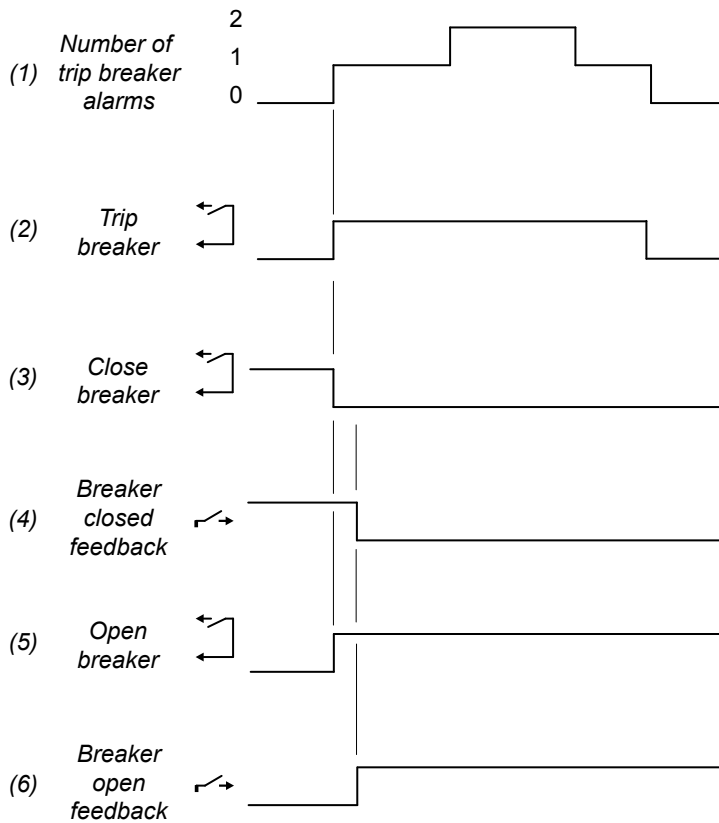 2
Number of
1
(1) trip breaker
alarms
0
Trip
(2)
breaker
Close
(3)
breaker
Breaker
(4) closed
feedback
Open
(5)
breaker
Breaker
(6) open
feedback